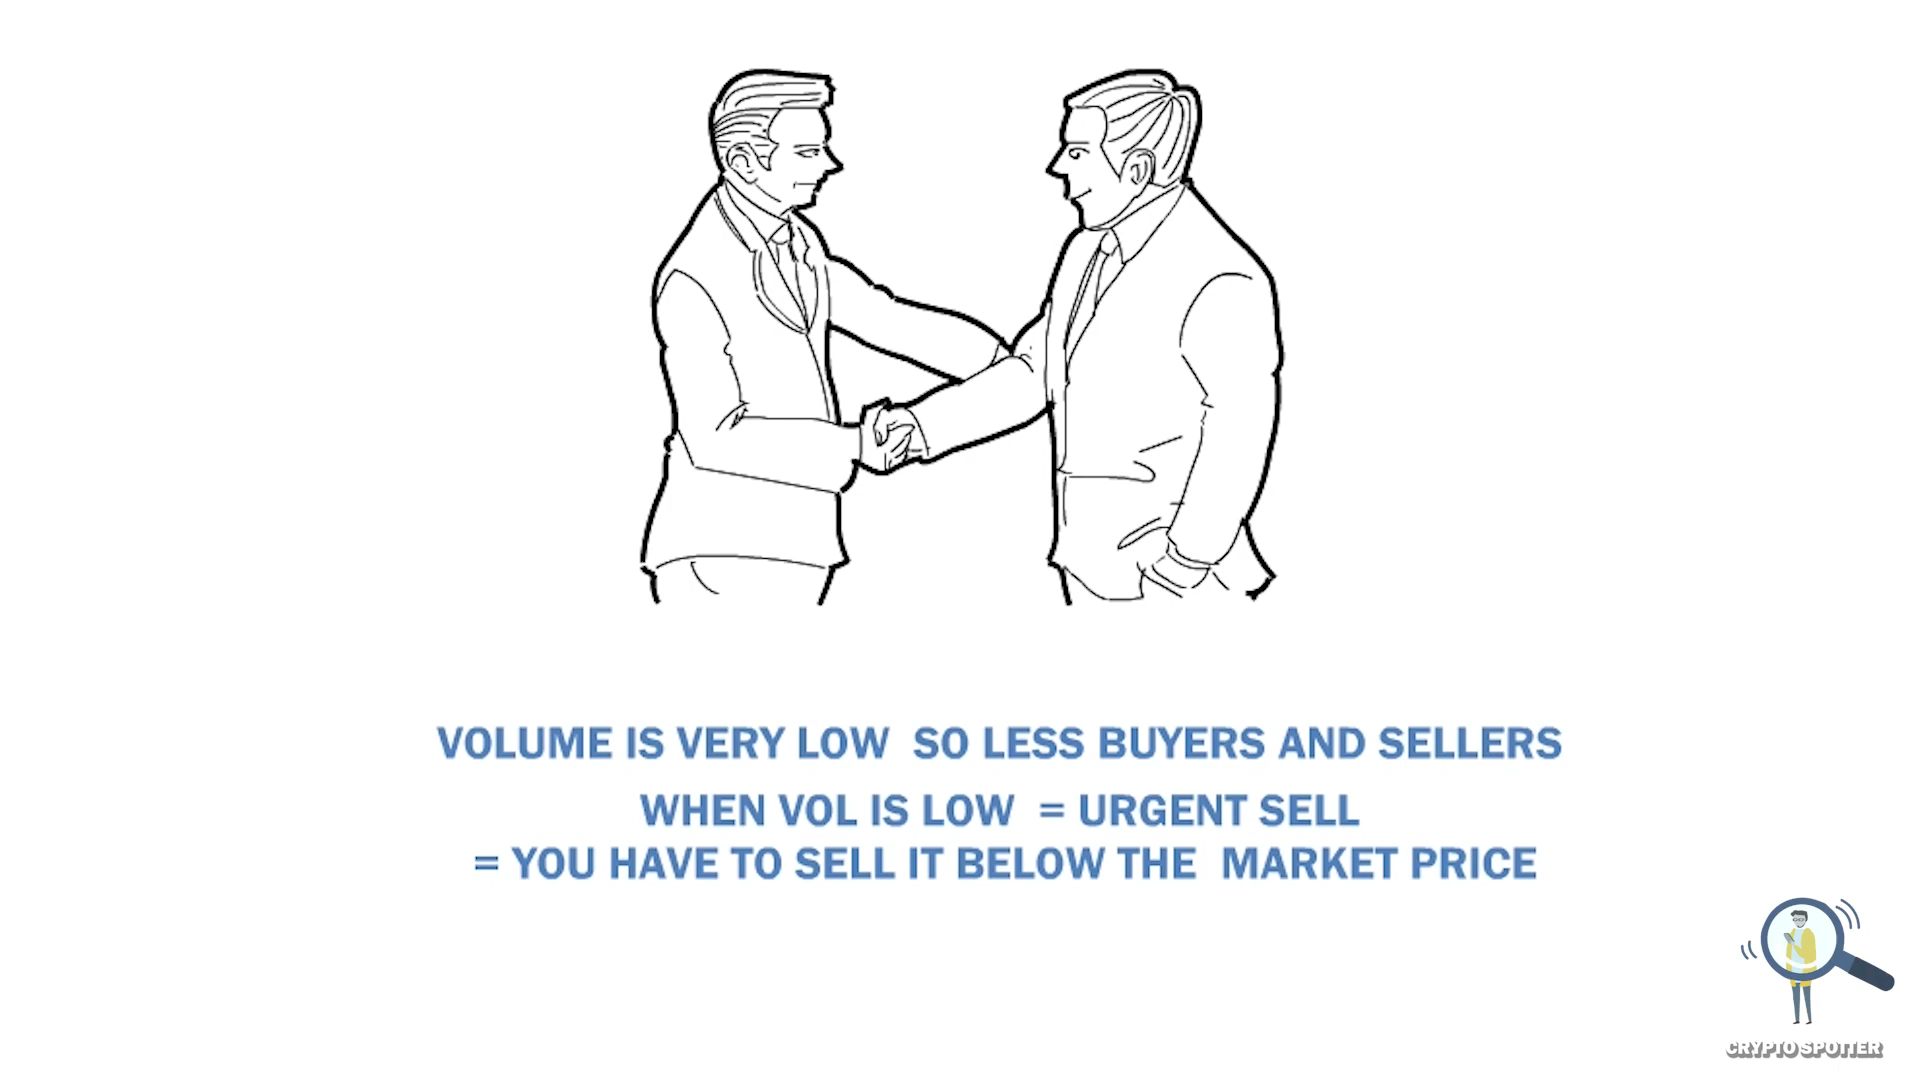 VOLUME IS VERY LOW SO LESS BUYERS AND SELLERS
WHEN VOL IS LOW = URGENT SELL
= YOU HAVE TO SELL IT BELOW THE MARKET PRICE
CRYPTO SPOTTER